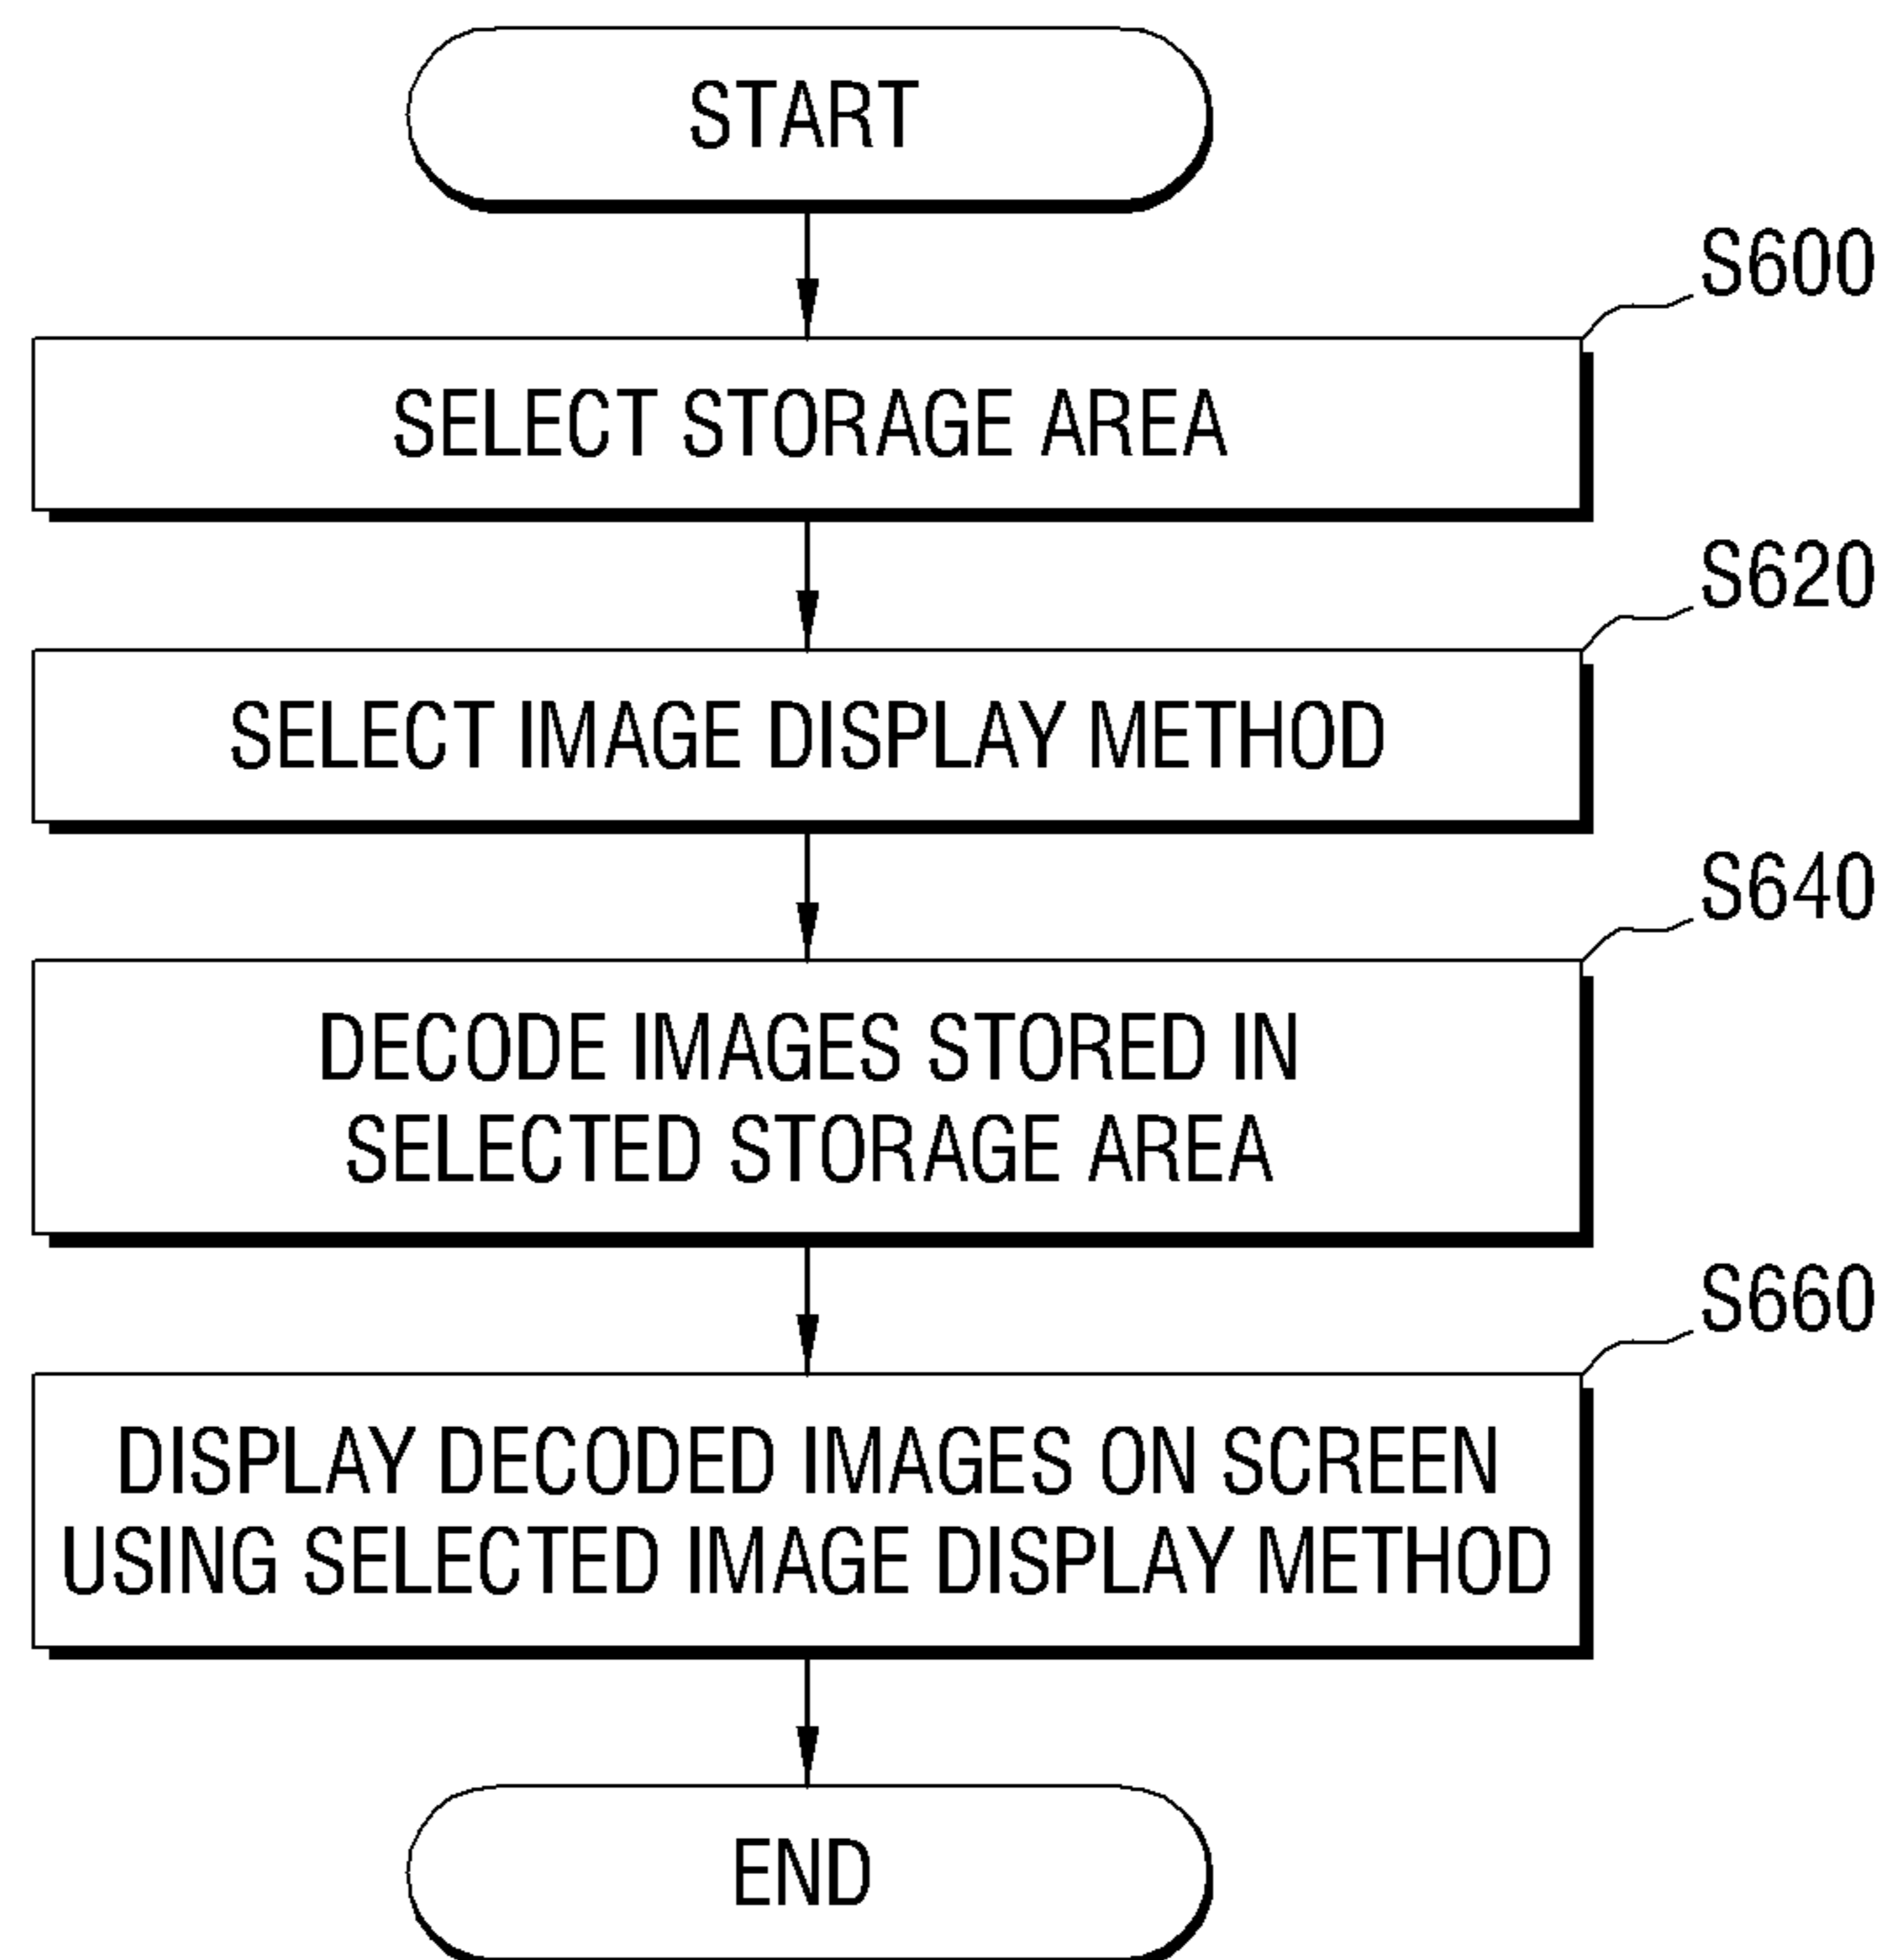 START
S600
SELECT STORAGE AREA
S620
SELECT IMAGE DISPLAY METHOD
S640
DECODE IMAGES STORED IN
SELECTED STORAGE AREA
S660
DISPLAY DECODED IMAGES ON SCREEN
USING SELECTED IMAGE DISPLAY METHOD
END